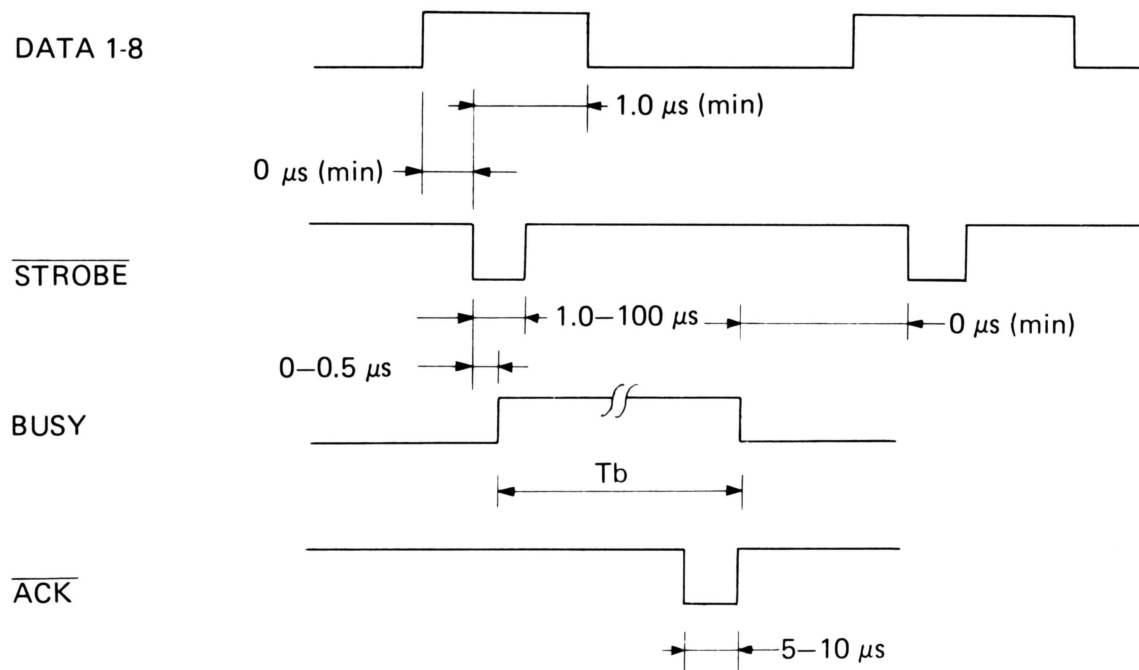 DATA 1-8
1.0 μs (min)
0 μs (min)
STROBE
1.0–100 μs
0 μs (min)
0–0.5 μs
BUSY
Tb
ACK
5–10 μs